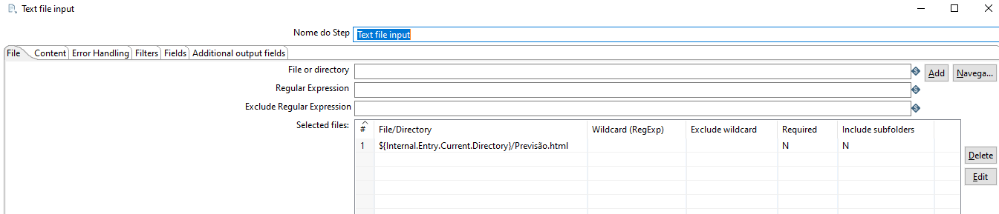 Text file input
Nome do Step Text file input
File Content Error Handling Filters Fields Additional output fields
File or directory Add Navega...
Regular Expression
Exclude Regular Expression
Selected files: # File/Directory Wildcard (RegExp) Exclude wildcard Required Include subfolders
1 ${Internal.Entry.Current.Directory}/Previsão.html N N
Delete
Edit